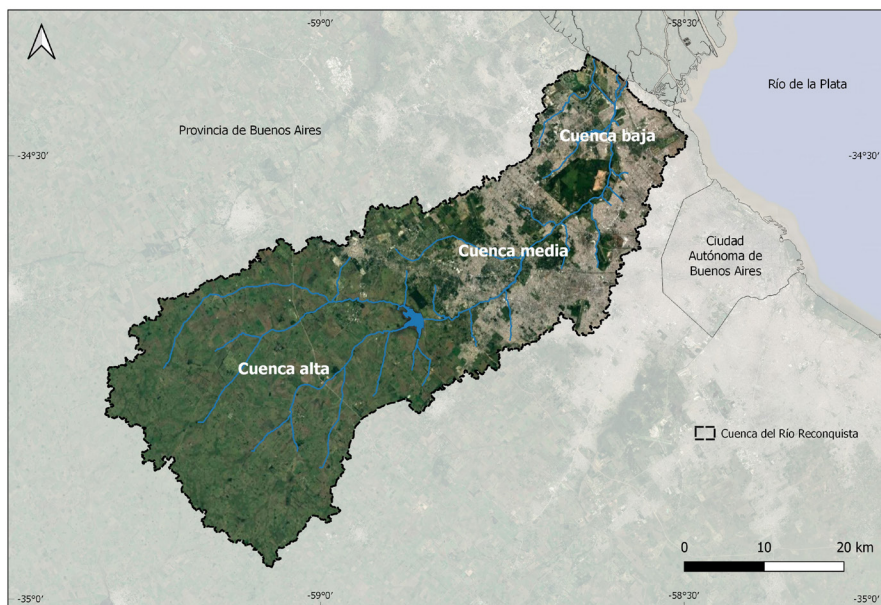 -59°0'
-58°30'
Río de la Plata
Provincia de Buenos Aires
Cuenca baja
-34°30'
-34°30'
Cuenca media
Ciudad
Autónoma de
Buenos Aires
Cuenca alta
Cuenca del Río Reconquista
0 10 20 km
-35°0'
-59°0'
-58°30'
-35°0'